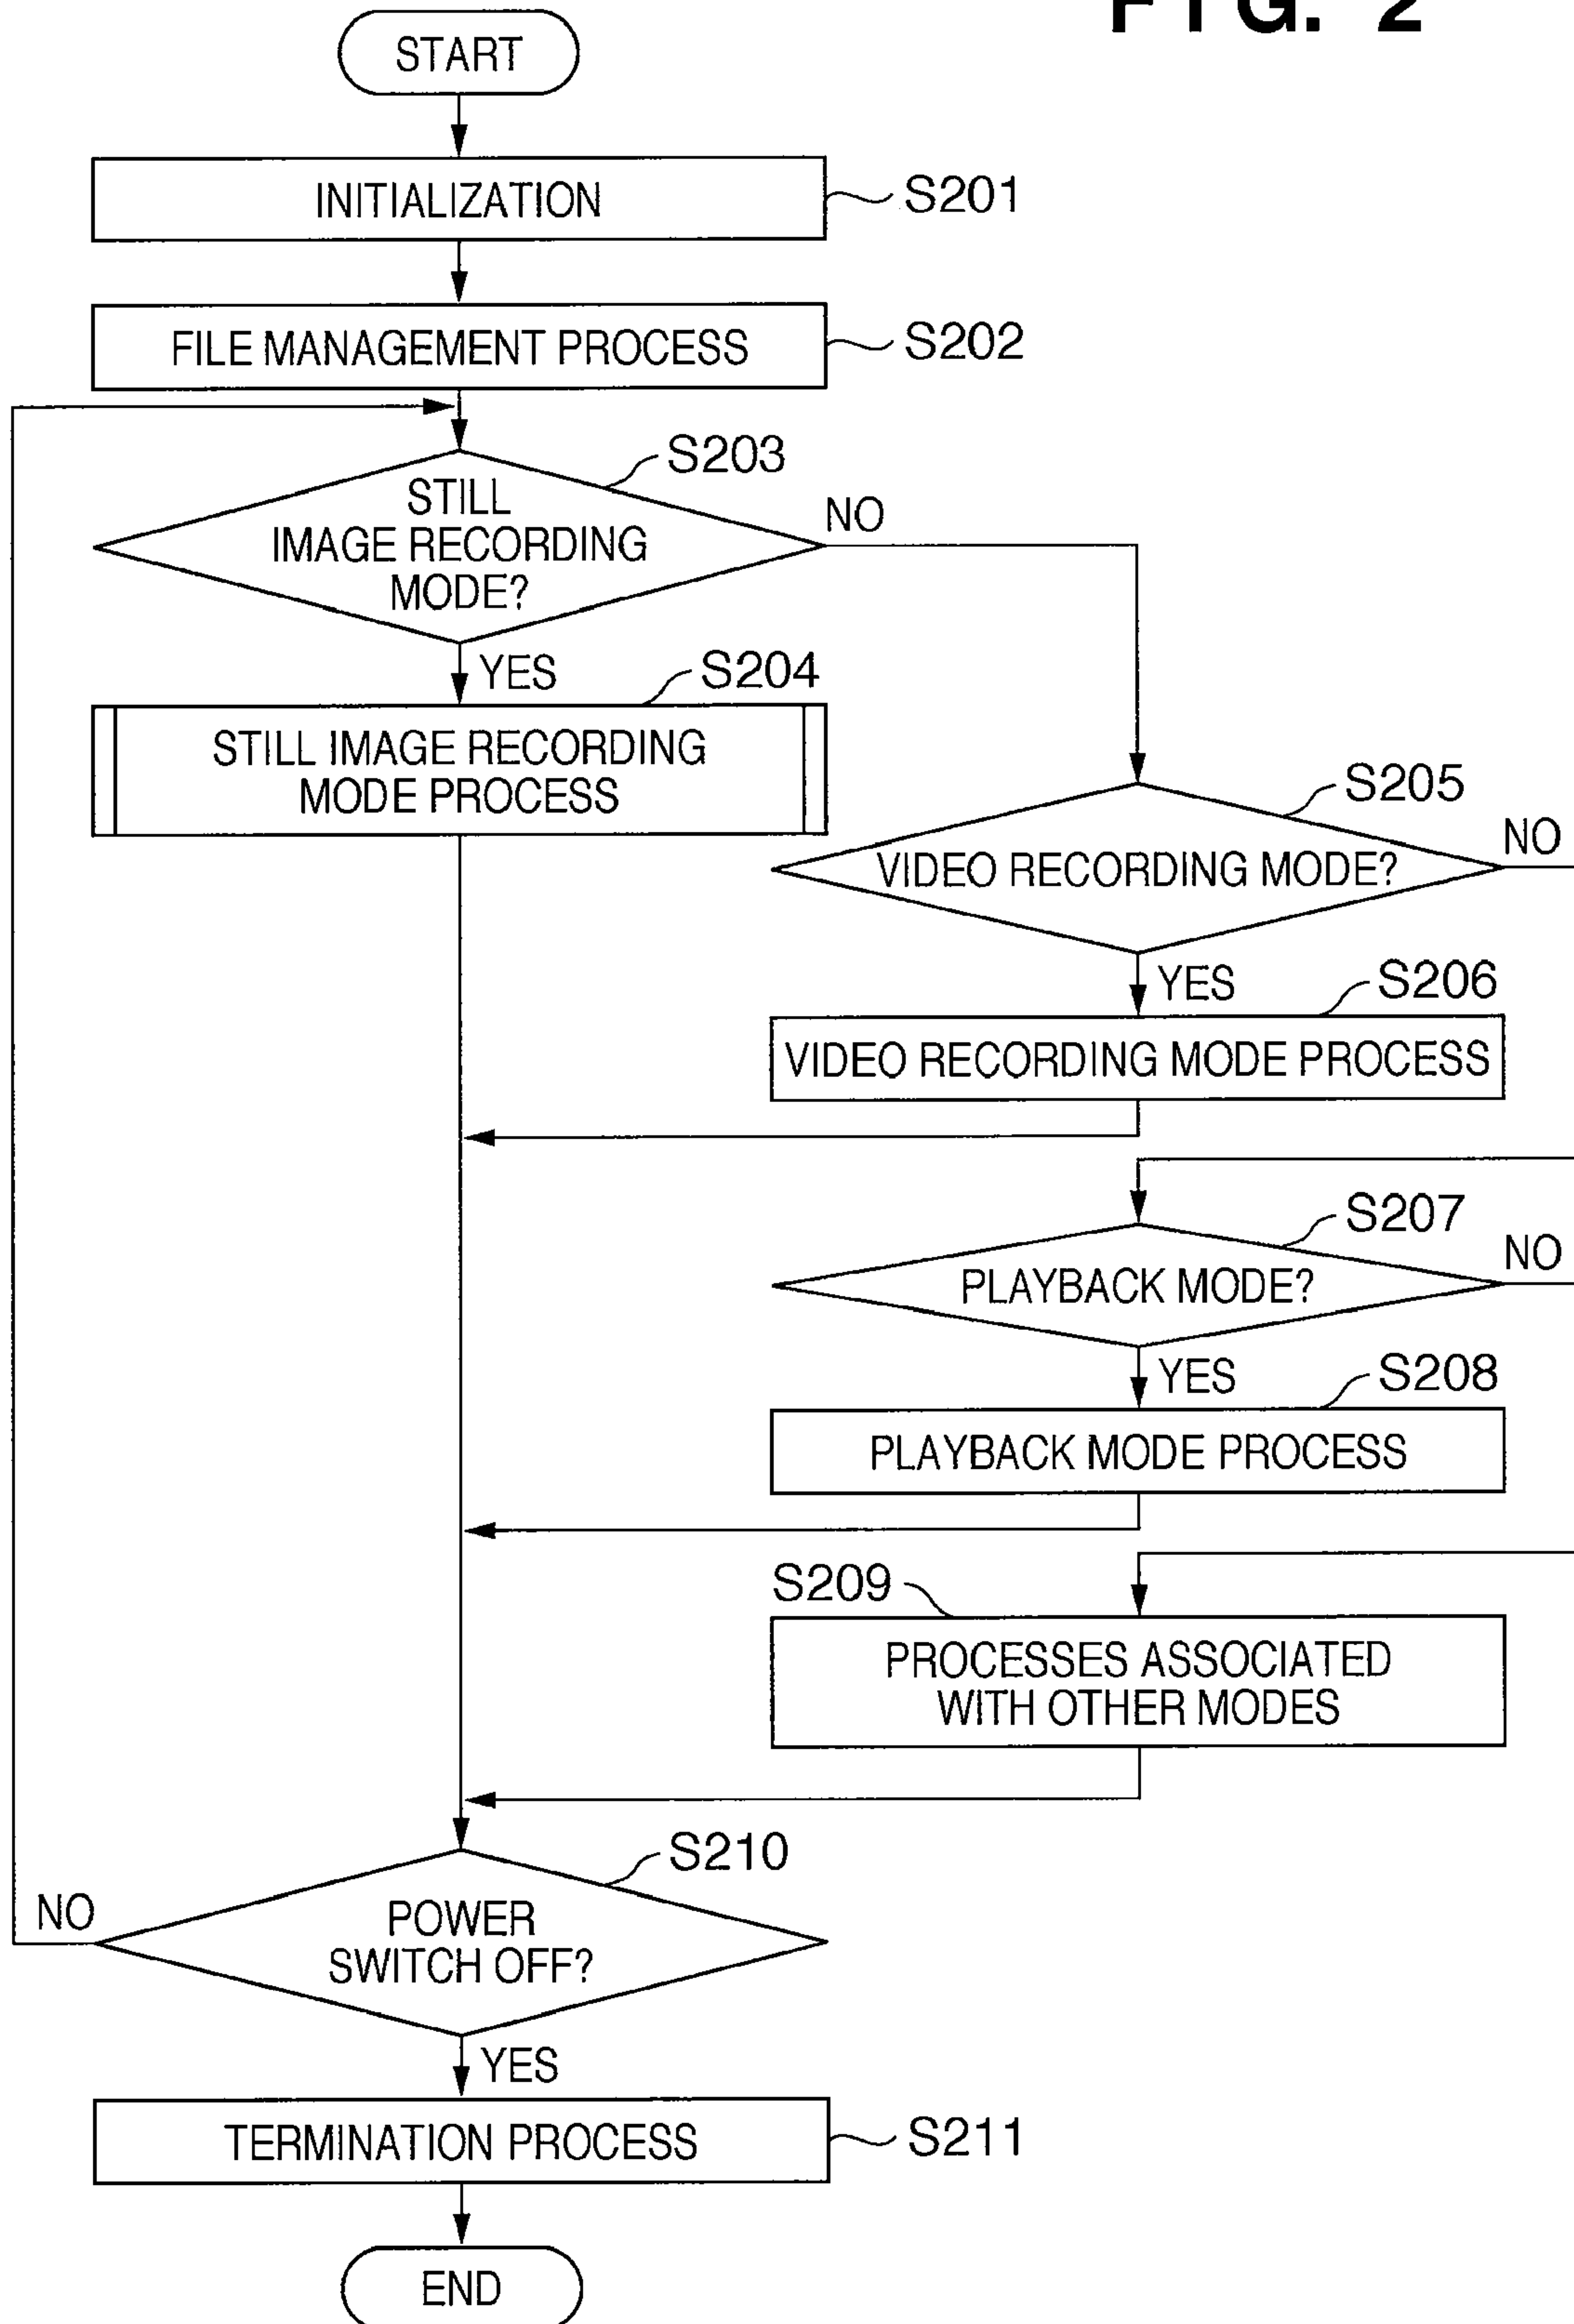 FIG. 2
START
INITIALIZATION
S201
FILE MANAGEMENT PROCESS
S202
S203
STILL
IMAGE RECORDING
MODE?
NO
YES
S204
STILL IMAGE RECORDING
MODE PROCESS
S205
VIDEO RECORDING MODE?
NO
YES
S206
VIDEO RECORDING MODE PROCESS
S207
PLAYBACK MODE?
NO
YES
S208
PLAYBACK MODE PROCESS
S209
PROCESSES ASSOCIATED
WITH OTHER MODES
S210
POWER
SWITCH OFF?
NO
YES
TERMINATION PROCESS
S211
END